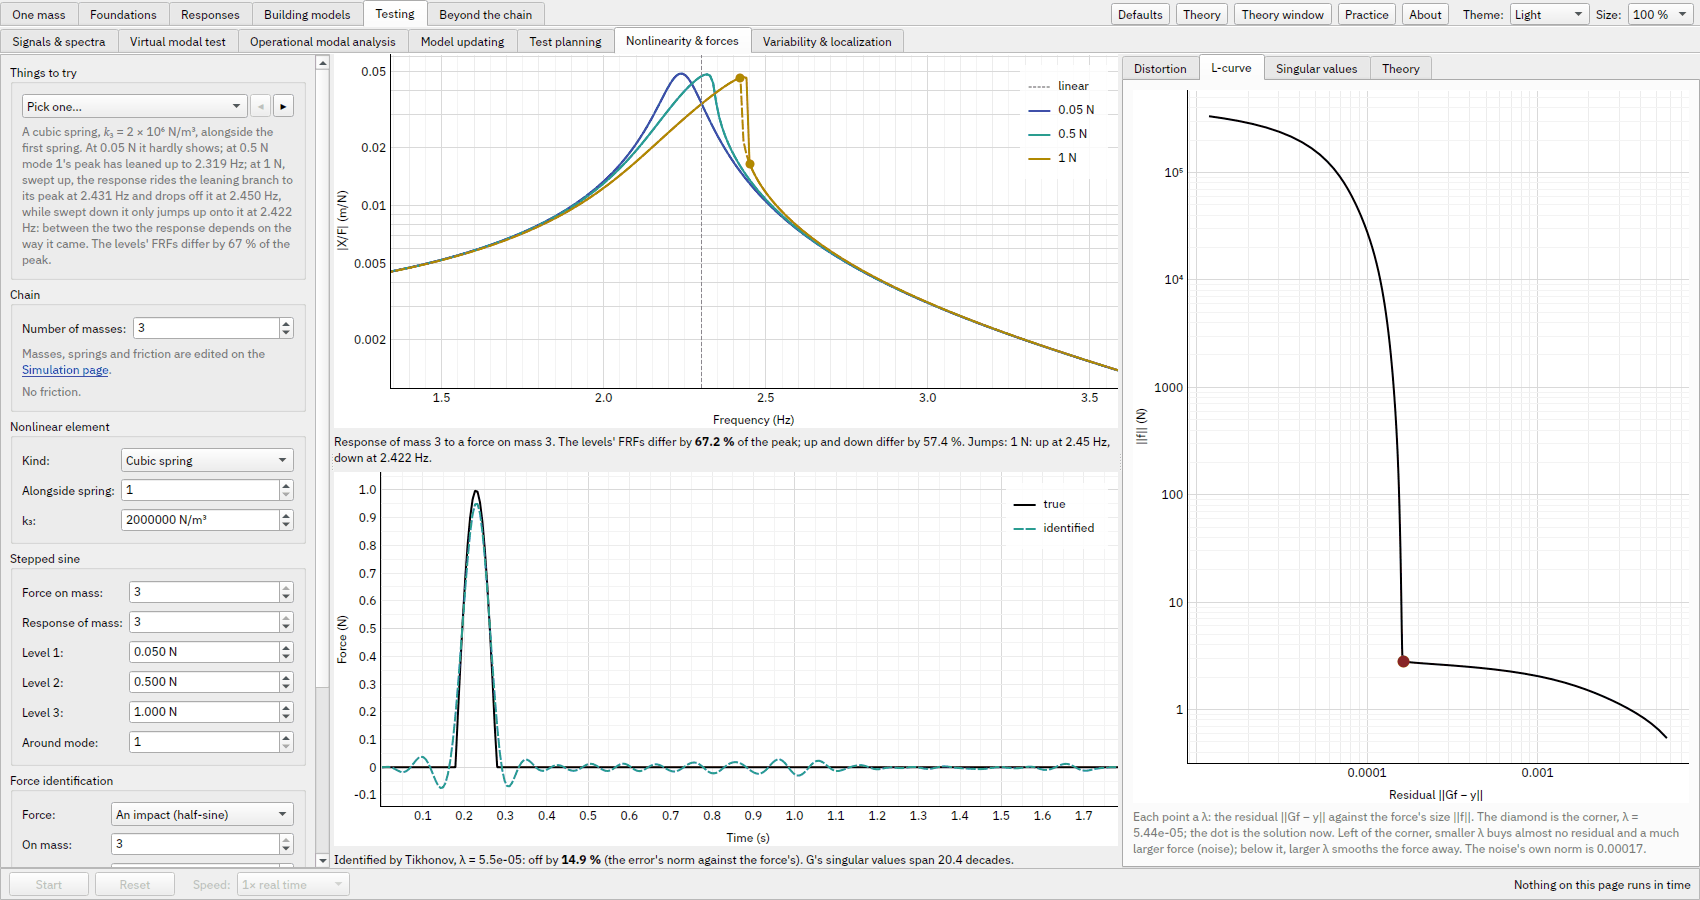 One mass
Foundations
Responses
Building models
Testing
Beyond the chain
Defaults
Theory
Theory window
Practice
About
Theme:
Light
Size:
100 %
Signals & spectra
Virtual modal test
Operational modal analysis
Model updating
Test planning
Nonlinearity & forces
Variability & localization
Things to try
Pick one...
A cubic spring, k₃ = 2 × 10⁶ N/m³, alongside the
first spring. At 0.05 N it hardly shows; at 0.5 N
mode 1's peak has leaned up to 2.319 Hz; at 1 N,
swept up, the response rides the leaning branch to
its peak at 2.431 Hz and drops off it at 2.450 Hz,
while swept down it only jumps up onto it at 2.422
Hz: between the two the response depends on the
way it came. The levels' FRFs differ by 67 % of the
peak.
Chain
Number of masses:
3
Masses, springs and friction are edited on the
Simulation page.
No friction.
Nonlinear element
Kind:
Cubic spring
Alongside spring:
1
k₃:
2000000 N/m³
Stepped sine
Force on mass:
3
Response of mass:
3
Level 1:
0.050 N
Level 2:
0.500 N
Level 3:
1.000 N
Around mode:
1
Force identification
Force:
An impact (half-sine)
On mass:
3
|X/F| (m/N)
0.05
0.02
0.01
0.005
0.002
linear
0.05 N
0.5 N
1 N
1.5
2.0
2.5
3.0
3.5
Frequency (Hz)
Response of mass 3 to a force on mass 3. The levels' FRFs differ by 67.2 % of the peak; up and down differ by 57.4 %. Jumps: 1 N: up at 2.45 Hz,
down at 2.422 Hz.
Force (N)
1.0
0.9
0.8
0.7
0.6
0.5
0.4
0.3
0.2
0.1
0
-0.1
true
identified
0.1
0.2
0.3
0.4
0.5
0.6
0.7
0.8
0.9
1.0
1.1
1.2
1.3
1.4
1.5
1.6
1.7
Time (s)
Identified by Tikhonov, λ = 5.5e-05: off by 14.9 % (the error's norm against the force's). G's singular values span 20.4 decades.
Distortion
L-curve
Singular values
Theory
||f|| (N)
10⁵
10⁴
1000
100
10
1
0.0001
0.001
Residual ||Gf − y||
Each point a λ: the residual ||Gf − y|| against the force's size ||f||. The diamond is the corner, λ =
5.44e-05; the dot is the solution now. Left of the corner, smaller λ buys almost no residual and a much
larger force (noise); below it, larger λ smooths the force away. The noise's own norm is 0.00017.
Start
Reset
Speed:
1× real time
Nothing on this page runs in time